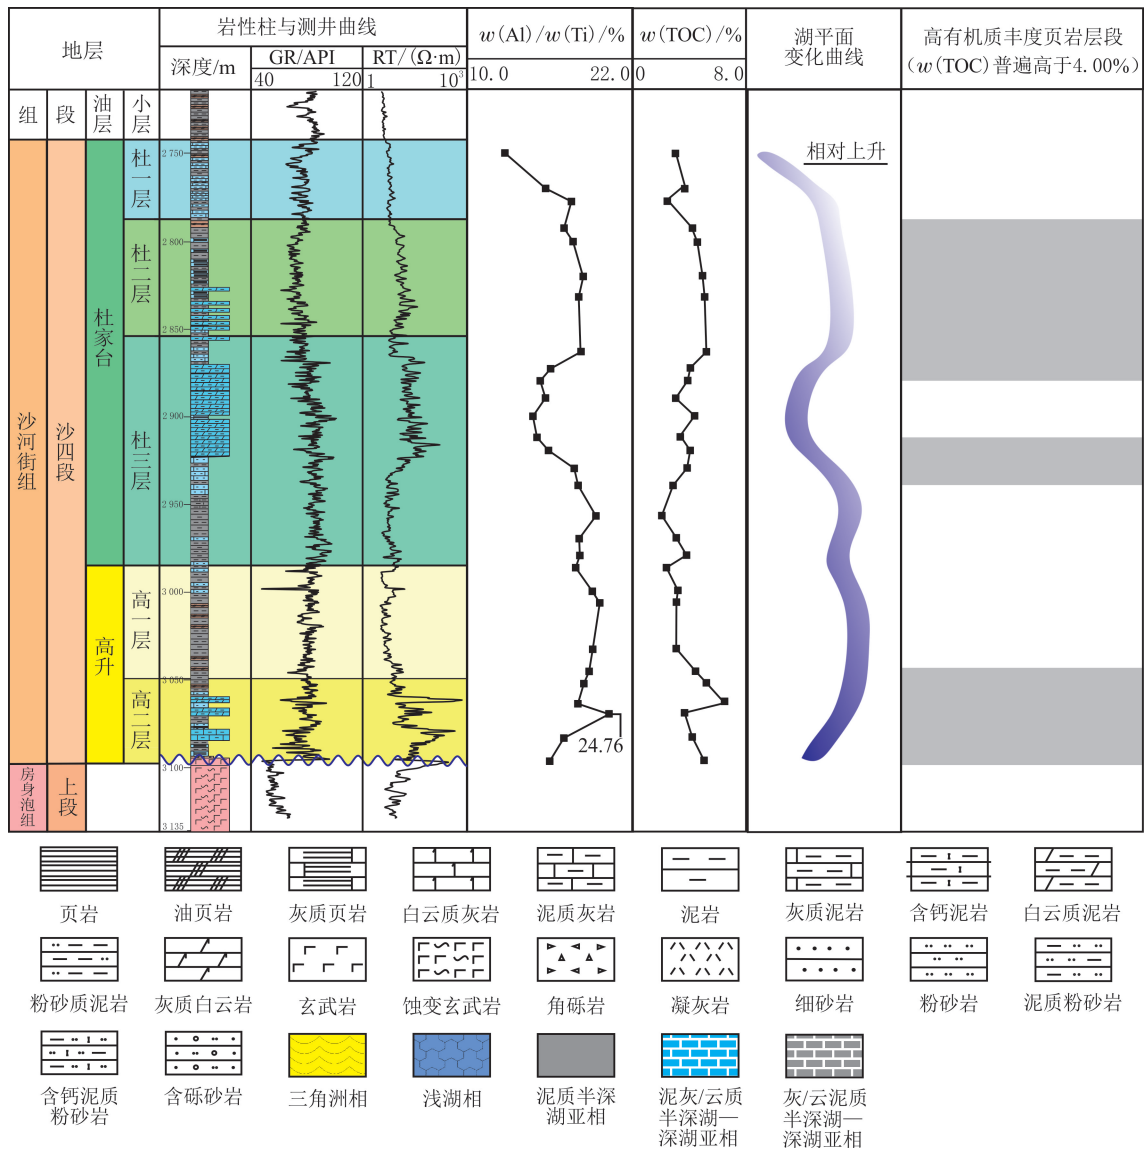 地层
岩性柱与测井曲线
深度/m
GR/API
40 120
RT/(Ω·m)
1 10³
w(Al)/w(Ti)/%
10.0 22.0
w(TOC)/%
0 8.0
湖平面
变化曲线
高有机质丰度页岩层段
(w(TOC)普遍高于4.00%)
组
段
油层
小层
沙河街组
沙四段
杜家台
高升
杜一层
杜二层
杜三层
高一层
高二层
房身泡组
上段
2 750
2 800
2 850
2 900
2 950
3 000
3 050
3 100
3 135
24.76
相对上升
页岩 油页岩 灰质页岩 白云质灰岩 泥质灰岩 泥岩 灰质泥岩 含钙泥岩 白云质泥岩
粉砂质泥岩 灰质白云岩 玄武岩 蚀变玄武岩 角砾岩 凝灰岩 细砂岩 粉砂岩 泥质粉砂岩
含钙泥质
粉砂岩
含砾砂岩
三角洲相
浅湖相
泥质半深
湖亚相
泥灰/云质
半深湖—
深湖亚相
灰/云泥质
半深湖—
深湖亚相